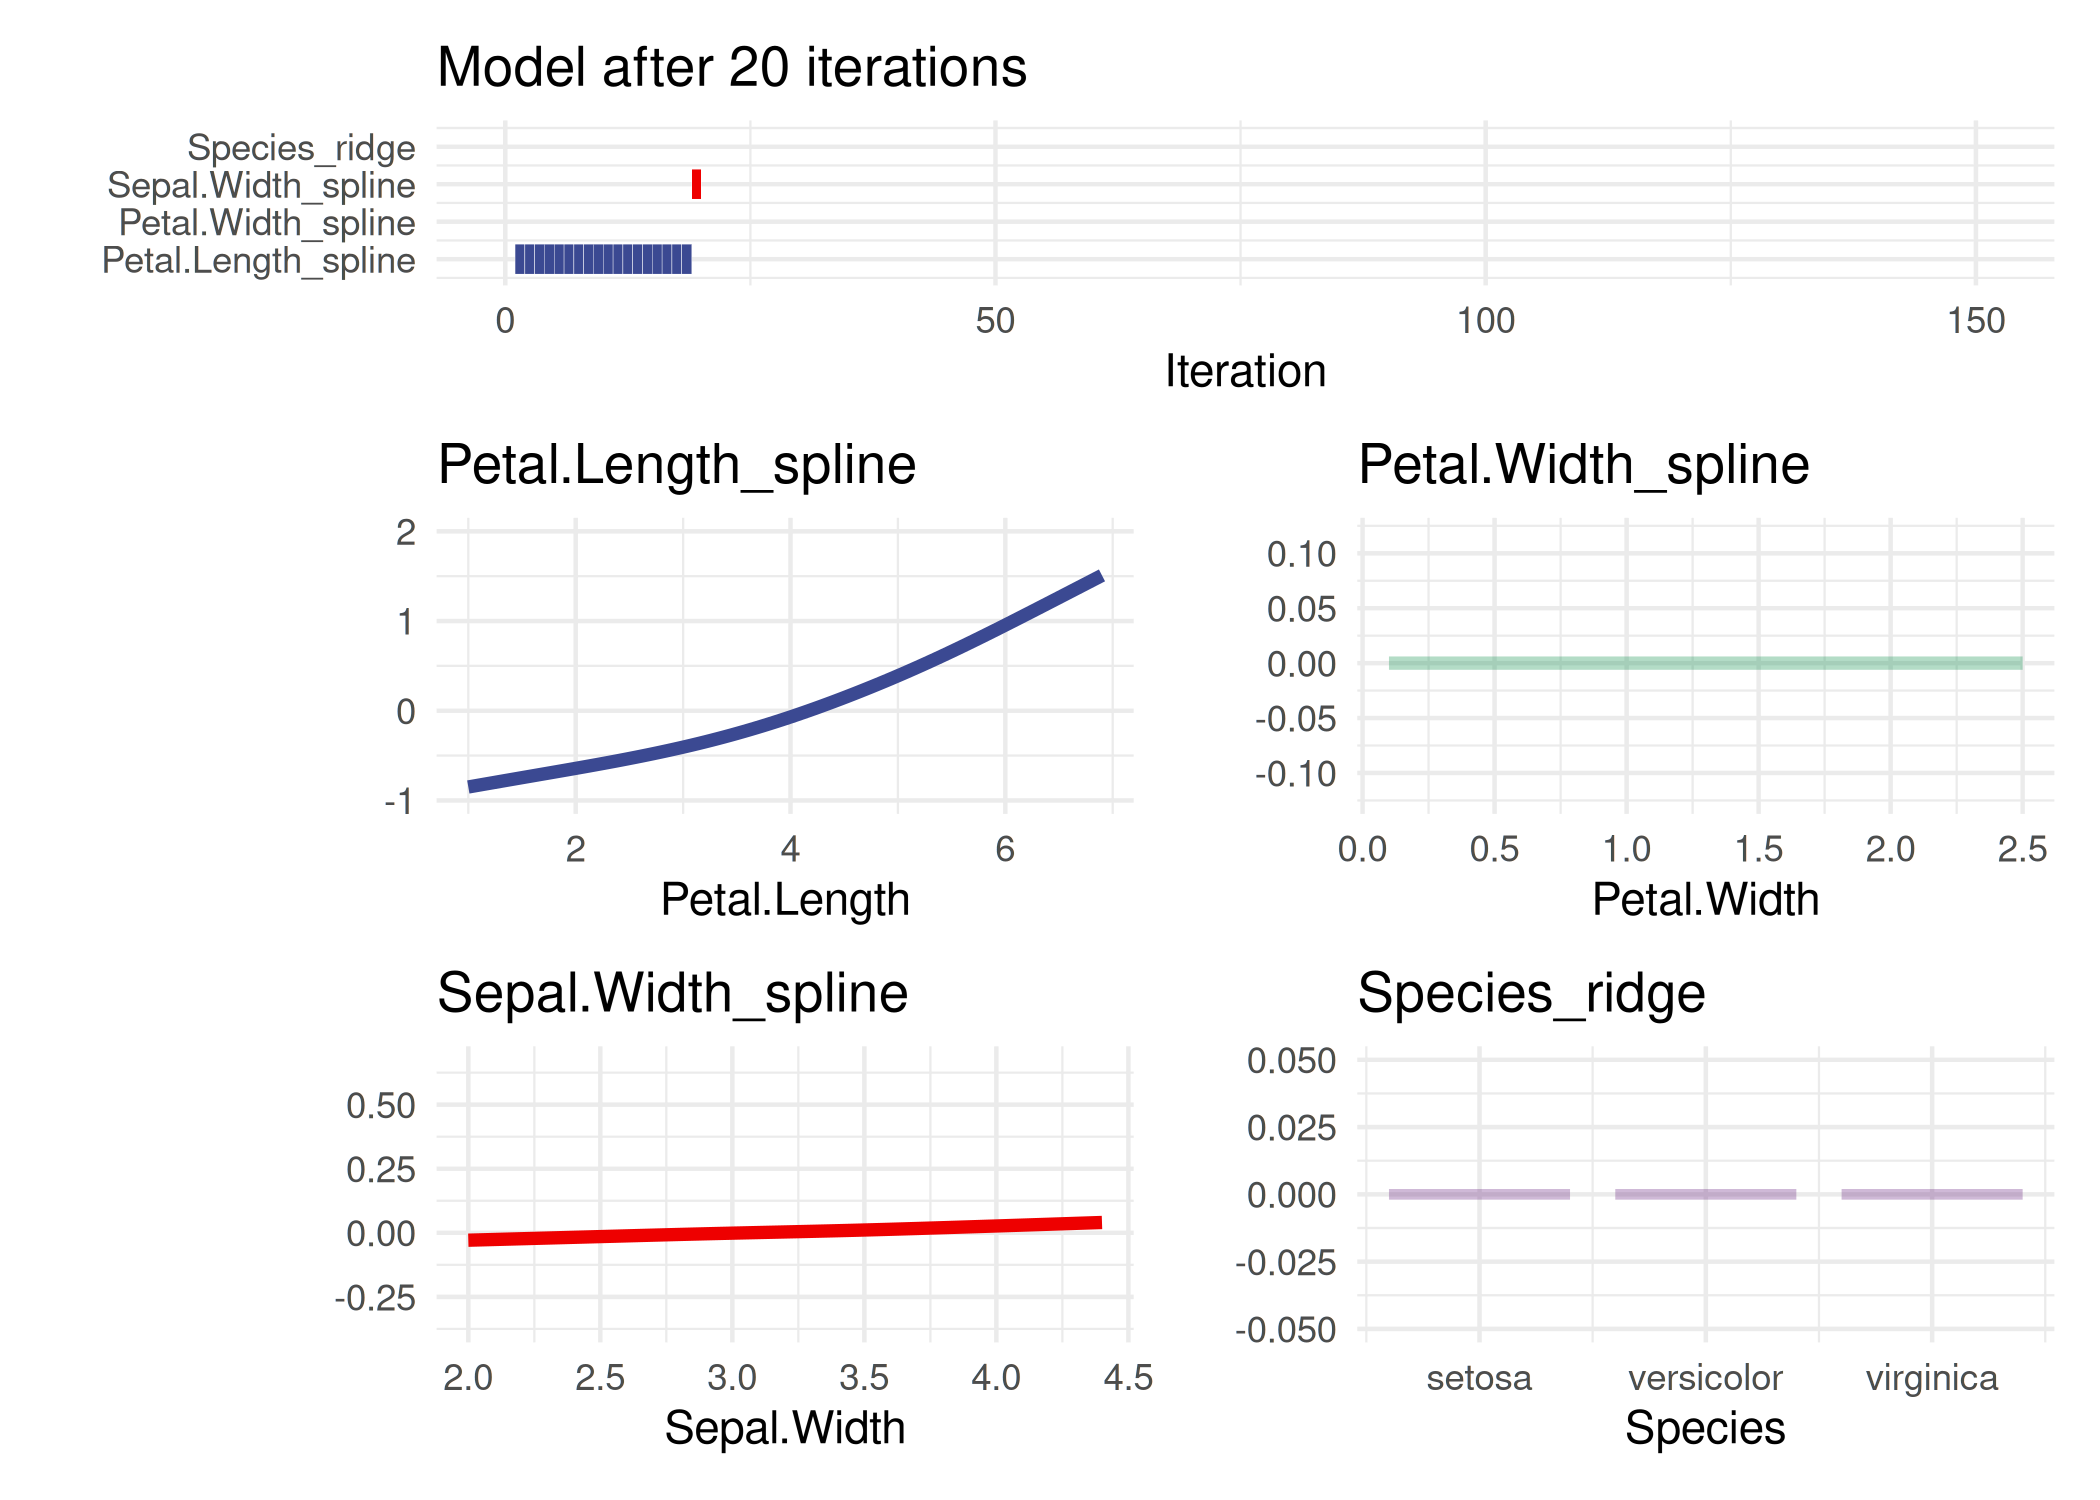 Model after 20 iterations
Species_ridge
Sepal.Width_spline
Petal.Width_spline
Petal.Length_spline
0 50 100 150
Iteration
Petal.Length_spline
2
1
0
-1
2 4 6
Petal.Length
Petal.Width_spline
0.10
0.05
0.00
-0.05
-0.10
0.0 0.5 1.0 1.5 2.0 2.5
Petal.Width
Sepal.Width_spline
0.50
0.25
0.00
-0.25
2.0 2.5 3.0 3.5 4.0 4.5
Sepal.Width
Species_ridge
0.050
0.025
0.000
-0.025
-0.050
setosa versicolor virginica
Species